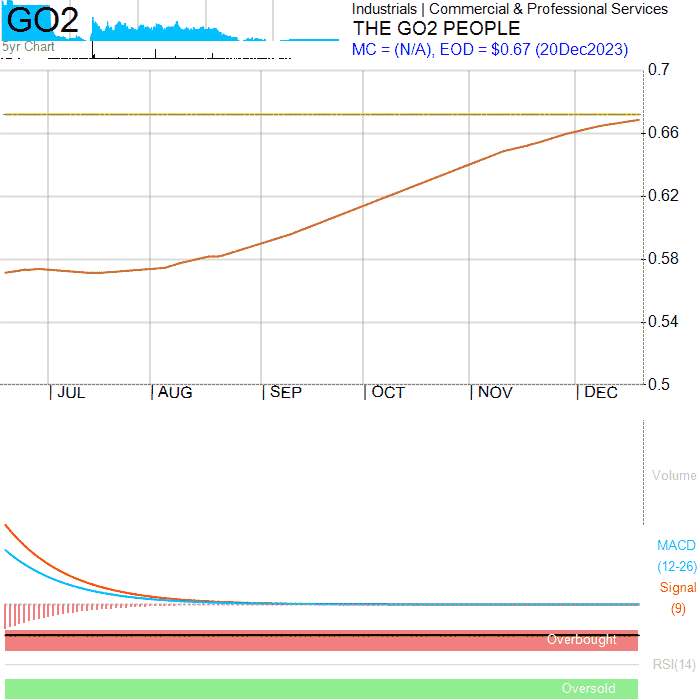 GO2
5yr Chart
Industrials | Commercial & Professional Services
THE GO2 PEOPLE
MC = (N/A), EOD = $0.67 (20Dec2023)
0.7
0.66
0.62
0.58
0.54
0.5
JUL AUG SEP OCT NOV DEC
Volume
MACD
(12-26)
Signal
(9)
Overbought
RSI(14)
Oversold